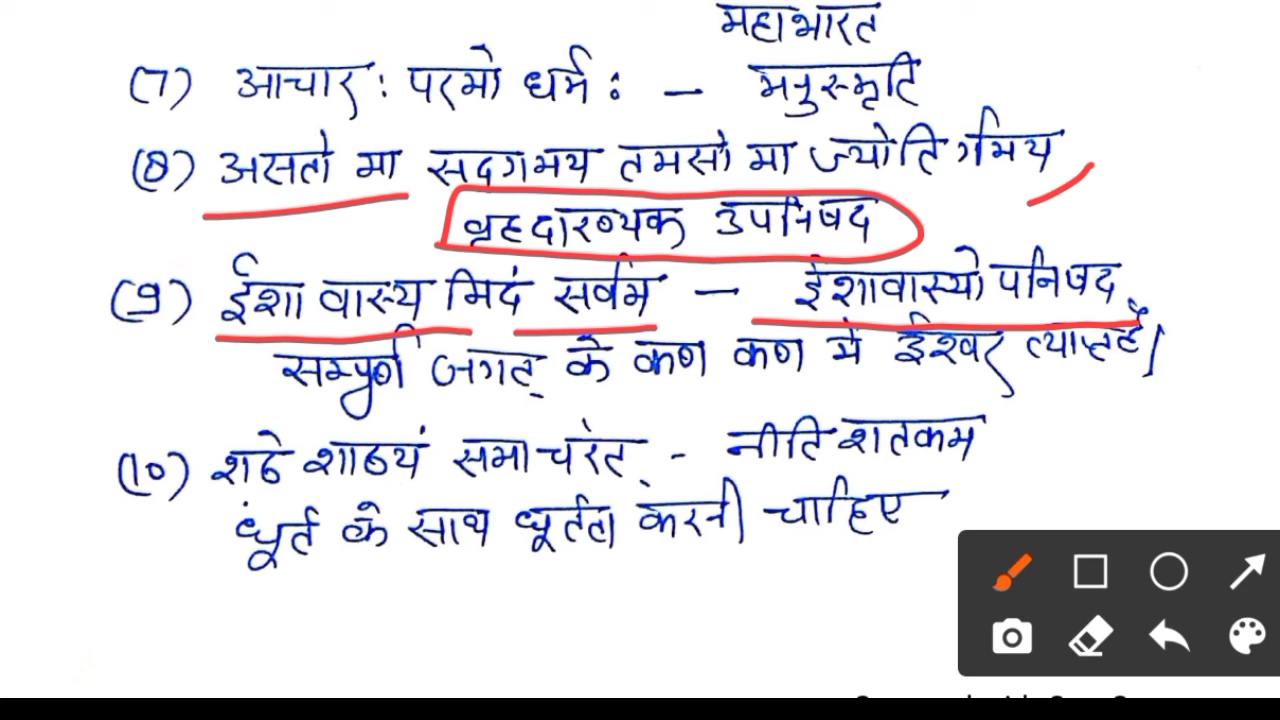 महाभारत
(7) आचार: परमो धर्म: - मनुस्मृति
(8) असतो मा सदगमय तमसो मा ज्योति र्गमय
वृहदारण्यक उपनिषद
(9) ईशा वास्य मिदं सर्वम - ईशावास्यो पनिषद
सम्पूर्ण जगत् के कण कण में ईश्वर व्याप्त है।
(10) शठे शाठयं समाचरेत् - नीति शतकम
धूर्त के साथ धूर्तता करनी चाहिए